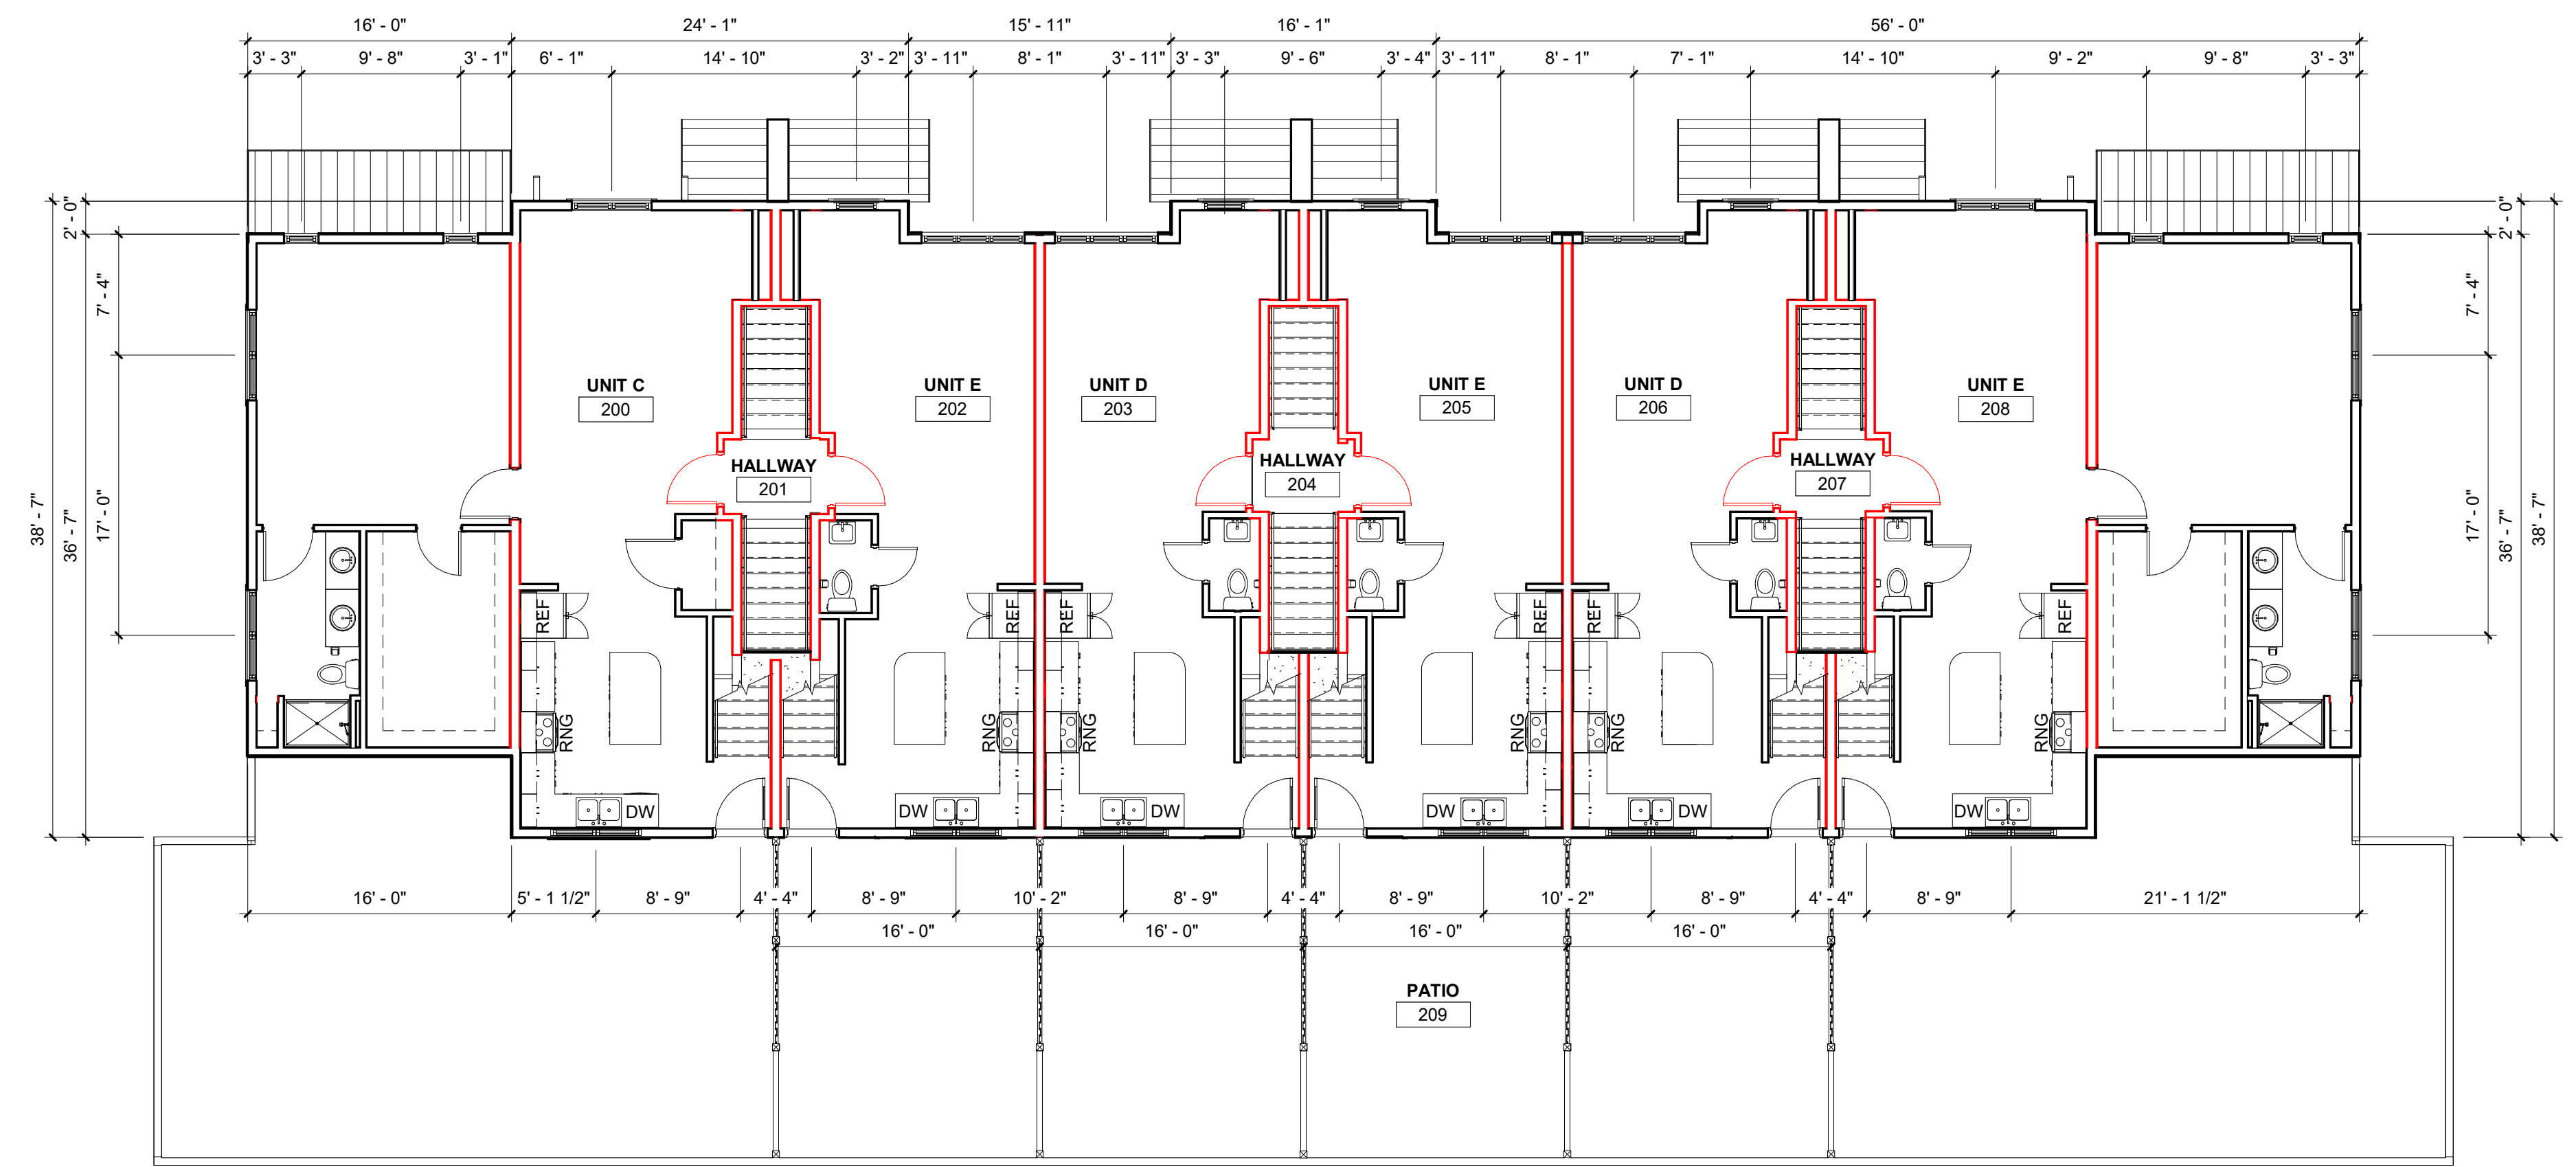 16' - 0" 24' - 1" 15' - 11" 16' - 1" 56' - 0"
3' - 3" 9' - 8" 3' - 1" 6' - 1" 14' - 10" 3' - 2" 3' - 11" 8' - 1" 3' - 11" 3' - 3" 9' - 6" 3' - 4" 3' - 11" 8' - 1" 7' - 1" 14' - 10" 9' - 2" 9' - 8" 3' - 3"
38' - 7"
36' - 7"
2' - 0"
7' - 4"
17' - 0"
2' - 0"
7' - 4"
17' - 0"
36' - 7"
38' - 7"
UNIT C
200
UNIT E
202
UNIT D
203
UNIT E
205
UNIT D
206
UNIT E
208
HALLWAY
201
HALLWAY
204
HALLWAY
207
REF REF REF REF REF REF
RNG RNG RNG RNG RNG RNG
DW DW DW DW DW DW
16' - 0" 5' - 1 1/2" 8' - 9" 4' - 4" 8' - 9" 10' - 2" 8' - 9" 4' - 4" 8' - 9" 10' - 2" 8' - 9" 4' - 4" 8' - 9" 21' - 1 1/2"
16' - 0" 16' - 0" 16' - 0" 16' - 0"
PATIO
209